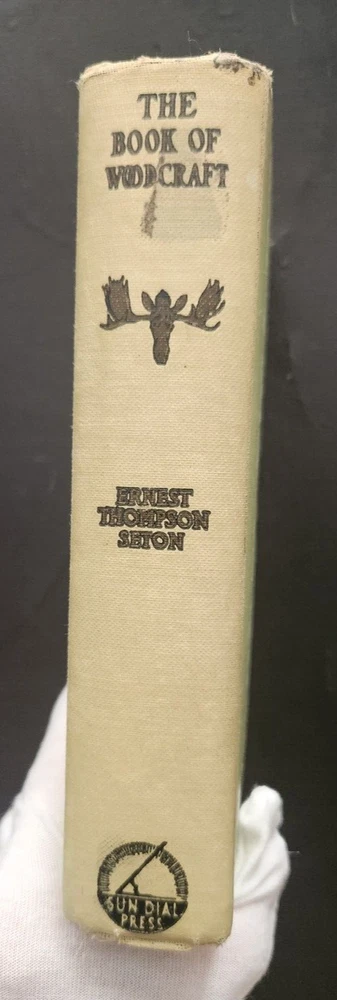 THE
BOOK OF
WOODCRAFT
ERNEST
THOMPSON
SETON
SUN DIAL
PRESS